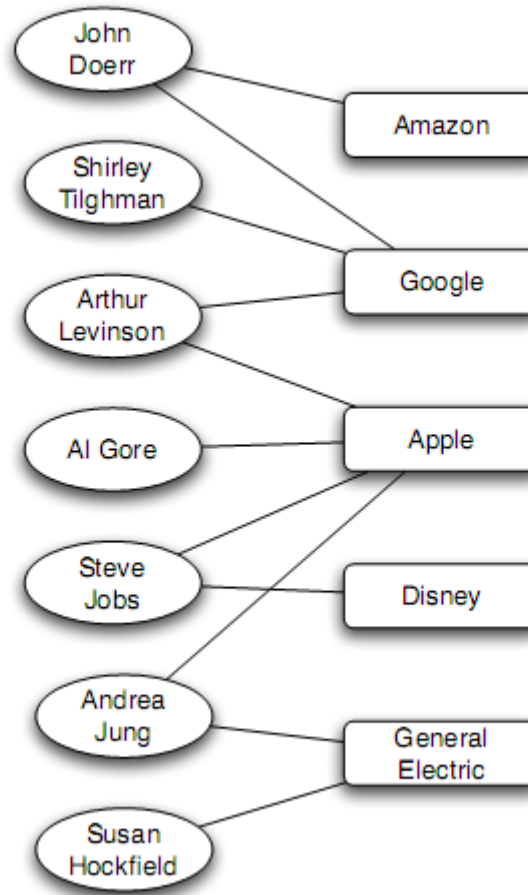 John
Doerr
Amazon
Shirley
Tilghman
Google
Arthur
Levinson
Al Gore
Apple
Steve
Jobs
Disney
Andrea
Jung
General
Electric
Susan
Hockfield